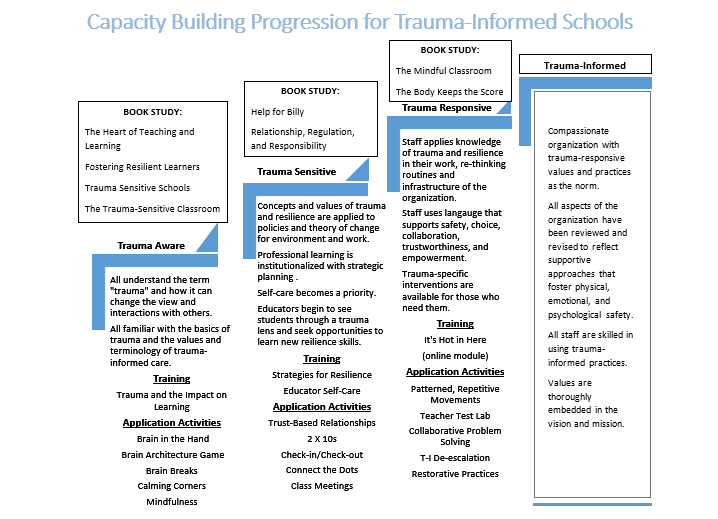 Capacity Building Progression for Trauma-Informed Schools
BOOK STUDY:
The Heart of Teaching and
Learning
Fostering Resilient Learners
Trauma Sensitive Schools
The Trauma-Sensitive Classroom
Trauma Aware
All understand the term
"trauma" and how it can
change the view and
interactions with others.
All familiar with the basics of
trauma and the values and
terminology of trauma-
informed care.
Training
Trauma and the Impact on
Learning
Application Activities
Brain in the Hand
Brain Architecture Game
Brain Breaks
Calming Corners
Mindfulness
BOOK STUDY:
Help for Billy
Relationship, Regulation,
and Responsibility
Trauma Sensitive
Concepts and values of trauma
and resilience are applied to
policies and theory of change
for environment and work.
Professional learning is
institutionalized with strategic
planning .
Self-care becomes a priority.
Educators begin to see
students through a trauma
lens and seek opportunities to
learn new reilience skills.
Training
Strategies for Resilience
Educator Self-Care
Application Activities
Trust-Based Relationships
2 X 10s
Check-in/Check-out
Connect the Dots
Class Meetings
BOOK STUDY:
The Mindful Classroom
The Body Keeps the Score
Trauma Responsive
Staff applies knowledge
of trauma and resilience
in their work, re-thinking
routines and
infrastructure of the
organization.
Staff uses langauge that
supports safety, choice,
collaboration,
trustworthiness, and
empowerment.
Trauma-specific
interventions are
available for those who
need them.
Training
It's Hot in Here
(online module)
Application Activities
Patterned, Repetitive
Movements
Teacher Test Lab
Collaborative Problem
Solving
T-I De-escalation
Restorative Practices
Trauma-Informed
Compassionate
organization with
trauma-responsive
values and practices
as the norm.
All aspects of the
organization have
been reviewed and
revised to reflect
supportive
approaches that
foster physical,
emotional, and
psychological safety.
All staff are skilled in
using trauma-
informed practices.
Values are
thoroughly
embedded in the
vision and mission.